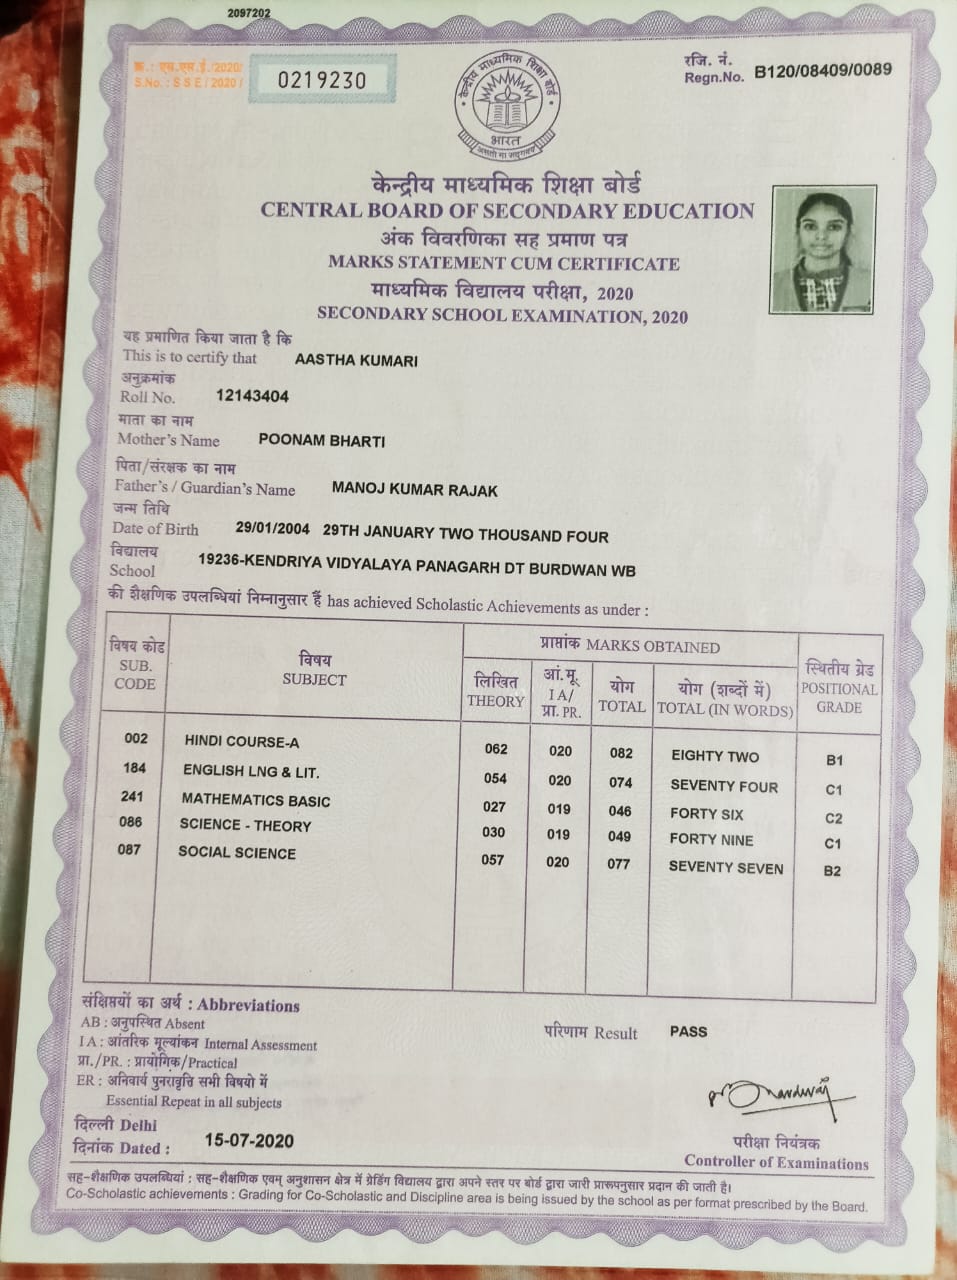 2097202
क्र.: एस.एस.ई./2020/
S.No. : S S E / 2020 /
0219230
रजि. नं.
Regn.No. B120/08409/0089
केन्द्रीय माध्यमिक शिक्षा बोर्ड
भारत
असतो मा सद्गमय
केन्द्रीय माध्यमिक शिक्षा बोर्ड
CENTRAL BOARD OF SECONDARY EDUCATION
अंक विवरणिका सह प्रमाण पत्र
MARKS STATEMENT CUM CERTIFICATE
माध्यमिक विद्यालय परीक्षा, 2020
SECONDARY SCHOOL EXAMINATION, 2020
यह प्रमाणित किया जाता है कि
This is to certify that AASTHA KUMARI
अनुक्रमांक
Roll No. 12143404
माता का नाम
Mother's Name POONAM BHARTI
पिता/संरक्षक का नाम
Father's / Guardian's Name MANOJ KUMAR RAJAK
जन्म तिथि
Date of Birth 29/01/2004 29TH JANUARY TWO THOUSAND FOUR
विद्यालय
School 19236-KENDRIYA VIDYALAYA PANAGARH DT BURDWAN WB
की शैक्षणिक उपलब्धियां निम्नानुसार हैं has achieved Scholastic Achievements as under :
विषय कोड
SUB.
CODE
विषय
SUBJECT
प्राप्तांक MARKS OBTAINED
लिखित
THEORY
आं.मू.
I A/
प्रा. PR.
योग
TOTAL
योग (शब्दों में)
TOTAL (IN WORDS)
स्थितीय ग्रेड
POSITIONAL
GRADE
002 HINDI COURSE-A 062 020 082 EIGHTY TWO B1
184 ENGLISH LNG & LIT. 054 020 074 SEVENTY FOUR C1
241 MATHEMATICS BASIC 027 019 046 FORTY SIX C2
086 SCIENCE - THEORY 030 019 049 FORTY NINE C1
087 SOCIAL SCIENCE 057 020 077 SEVENTY SEVEN B2
संक्षिप्तियों का अर्थ : Abbreviations
AB : अनुपस्थित Absent
I A : आंतरिक मूल्यांकन Internal Assessment
प्रा./PR. : प्रायोगिक/Practical
ER : अनिवार्य पुनरावृत्ति सभी विषयो में
Essential Repeat in all subjects
परिणाम Result PASS
दिल्ली Delhi
दिनांक Dated : 15-07-2020
परीक्षा नियंत्रक
Controller of Examinations
सह-शैक्षणिक उपलब्धियां : सह-शैक्षणिक एवम् अनुशासन क्षेत्र में ग्रेडिंग विद्यालय द्वारा अपने स्तर पर बोर्ड द्वारा जारी प्रारूपनुसार प्रदान की जाती है।
Co-Scholastic achievements : Grading for Co-Scholastic and Discipline area is being issued by the school as per format prescribed by the Board.